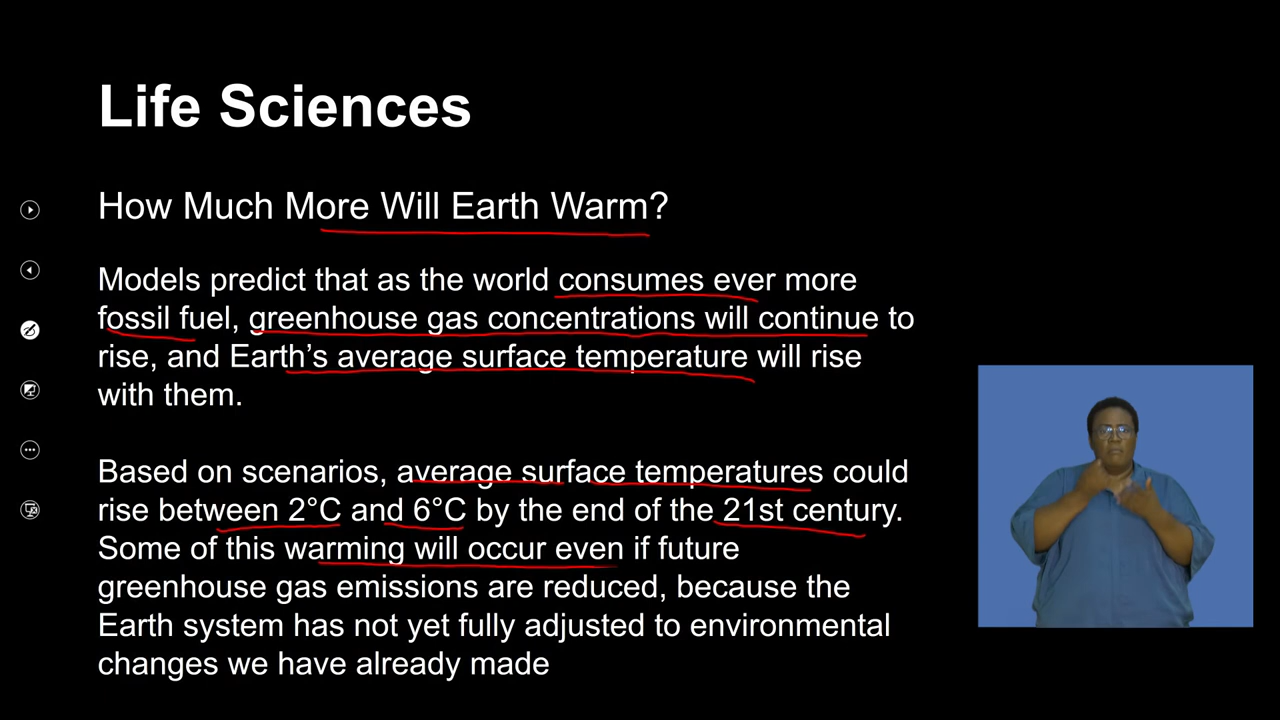 Life Sciences
How Much More Will Earth Warm?
Models predict that as the world consumes ever more
fossil fuel, greenhouse gas concentrations will continue to
rise, and Earth’s average surface temperature will rise
with them.
Based on scenarios, average surface temperatures could
rise between 2°C and 6°C by the end of the 21st century.
Some of this warming will occur even if future
greenhouse gas emissions are reduced, because the
Earth system has not yet fully adjusted to environmental
changes we have already made